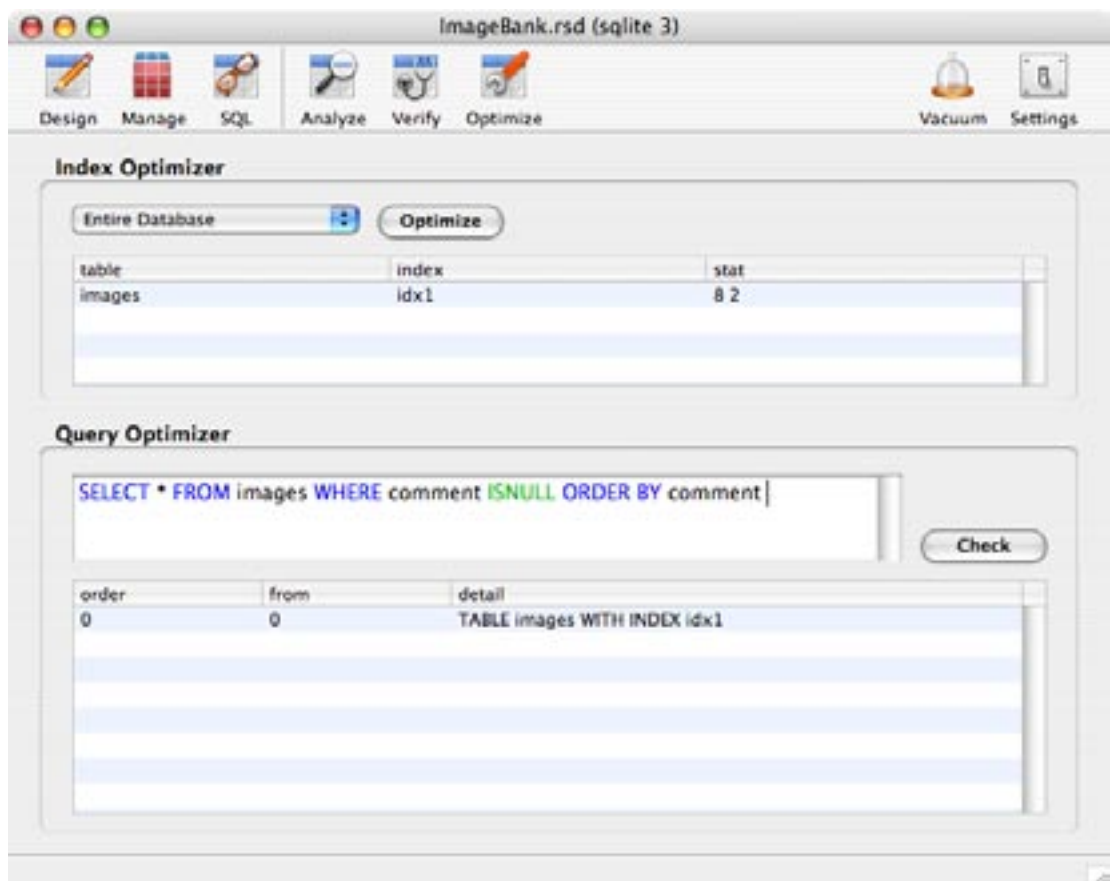 ImageBank.rsd (sqlite 3)
Design Manage SQL Analyze Verify Optimize Vacuum Settings
Index Optimizer
Entire Database Optimize
table index stat
images idx1 8 2
Query Optimizer
SELECT * FROM images WHERE comment ISNULL ORDER BY comment
Check
order from detail
0 0 TABLE images WITH INDEX idx1